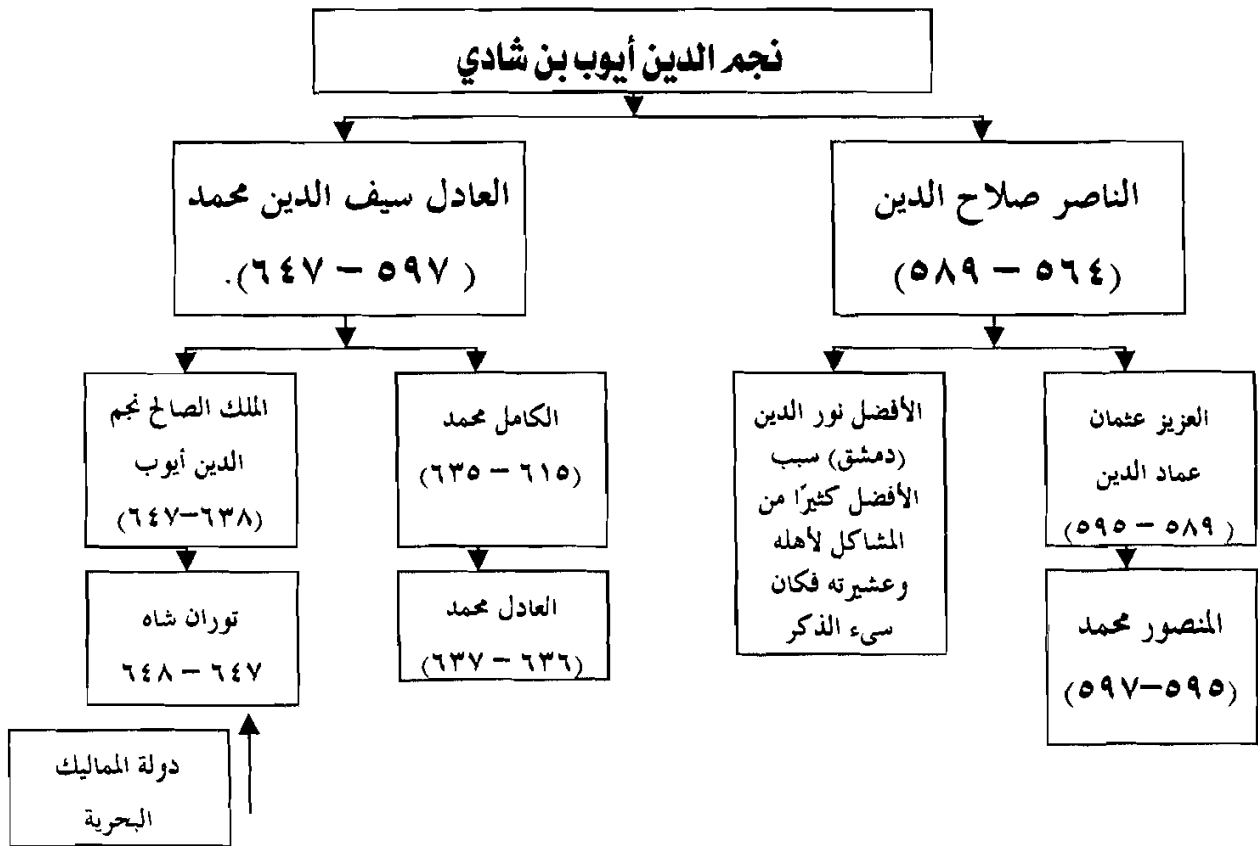 نجم الدين أيوب بن شادي
الناصر صلاح الدين
(٥٦٤ – ٥٨٩)
العادل سيف الدين محمد
( ٥٩٧ – ٦٤٧).
العزيز عثمان
عماد الدين
(٥٨٩ – ٥٩٥)
الأفضل نور الدين
(دمشق) سبب
الأفضل كثيرًا من
المشاكل لأهله
وعشيرته فكان
سيء الذكر
الكامل محمد
(٦١٥ – ٦٣٥)
الملك الصالح نجم
الدين أيوب
(٦٣٨–٦٤٧)
المنصور محمد
(٥٩٥–٥٩٧)
العادل محمد
(٦٣٦ – ٦٣٧)
توران شاه
٦٤٧ – ٦٤٨
دولة المماليك
البحرية